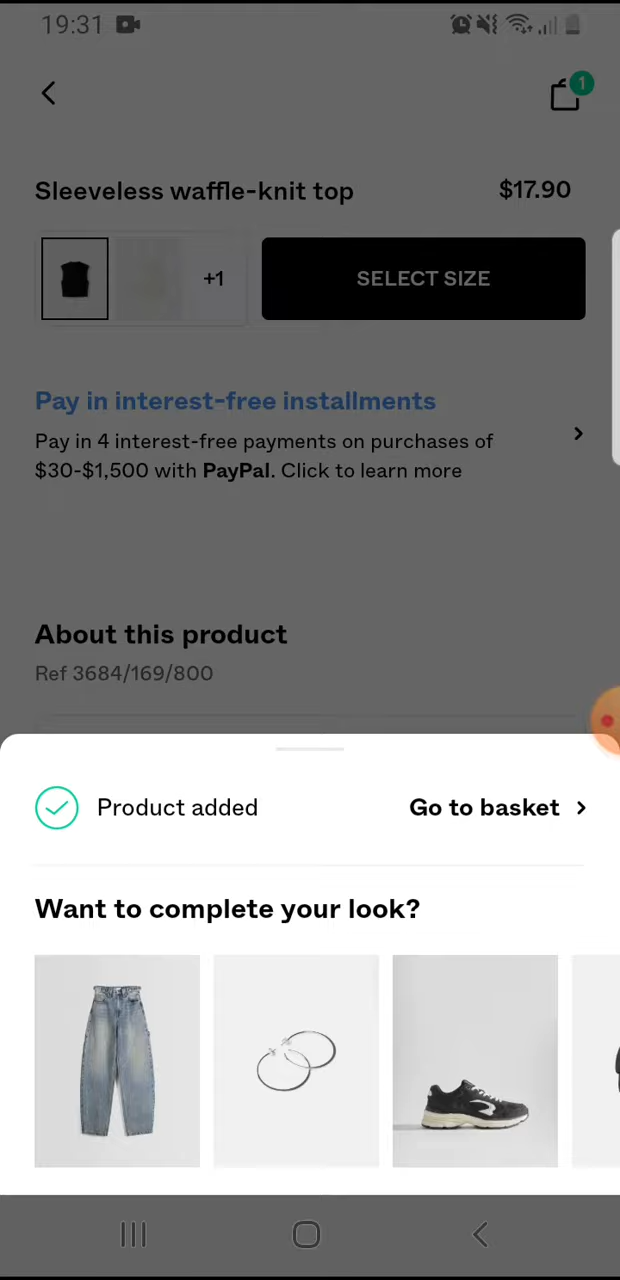 19:31
1
Sleeveless waffle-knit top $17.90
+1 SELECT SIZE
Pay in interest-free installments
Pay in 4 interest-free payments on purchases of
$30-$1,500 with PayPal. Click to learn more
About this product
Ref 3684/169/800
Product added Go to basket
Want to complete your look?